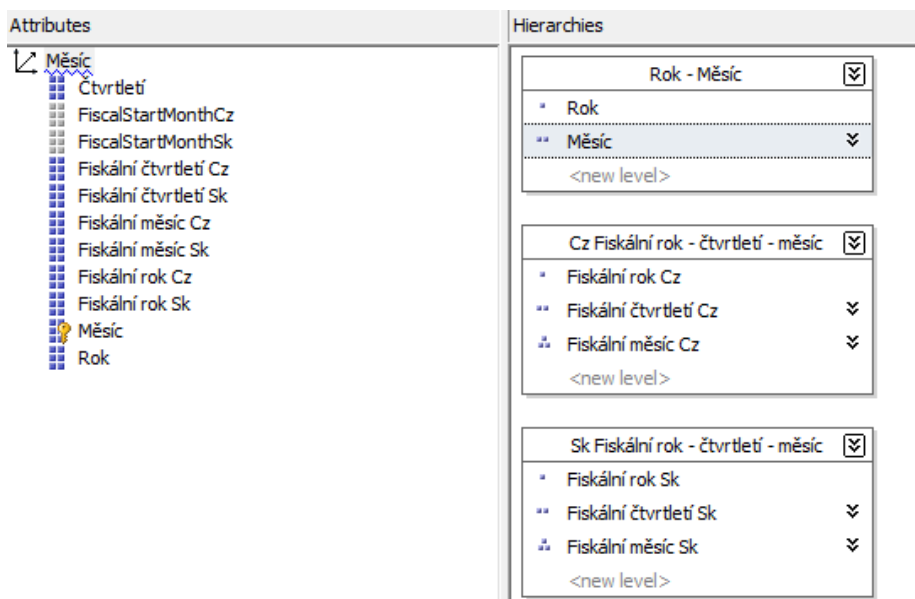 Attributes
Měsíc
Čtvrtletí
FiscalStartMonthCz
FiscalStartMonthSk
Fiskální čtvrtletí Cz
Fiskální čtvrtletí Sk
Fiskální měsíc Cz
Fiskální měsíc Sk
Fiskální rok Cz
Fiskální rok Sk
Měsíc
Rok
Hierarchies
Rok - Měsíc
Rok
Měsíc
<new level>
Cz Fiskální rok - čtvrtletí - měsíc
Fiskální rok Cz
Fiskální čtvrtletí Cz
Fiskální měsíc Cz
<new level>
Sk Fiskální rok - čtvrtletí - měsíc
Fiskální rok Sk
Fiskální čtvrtletí Sk
Fiskální měsíc Sk
<new level>